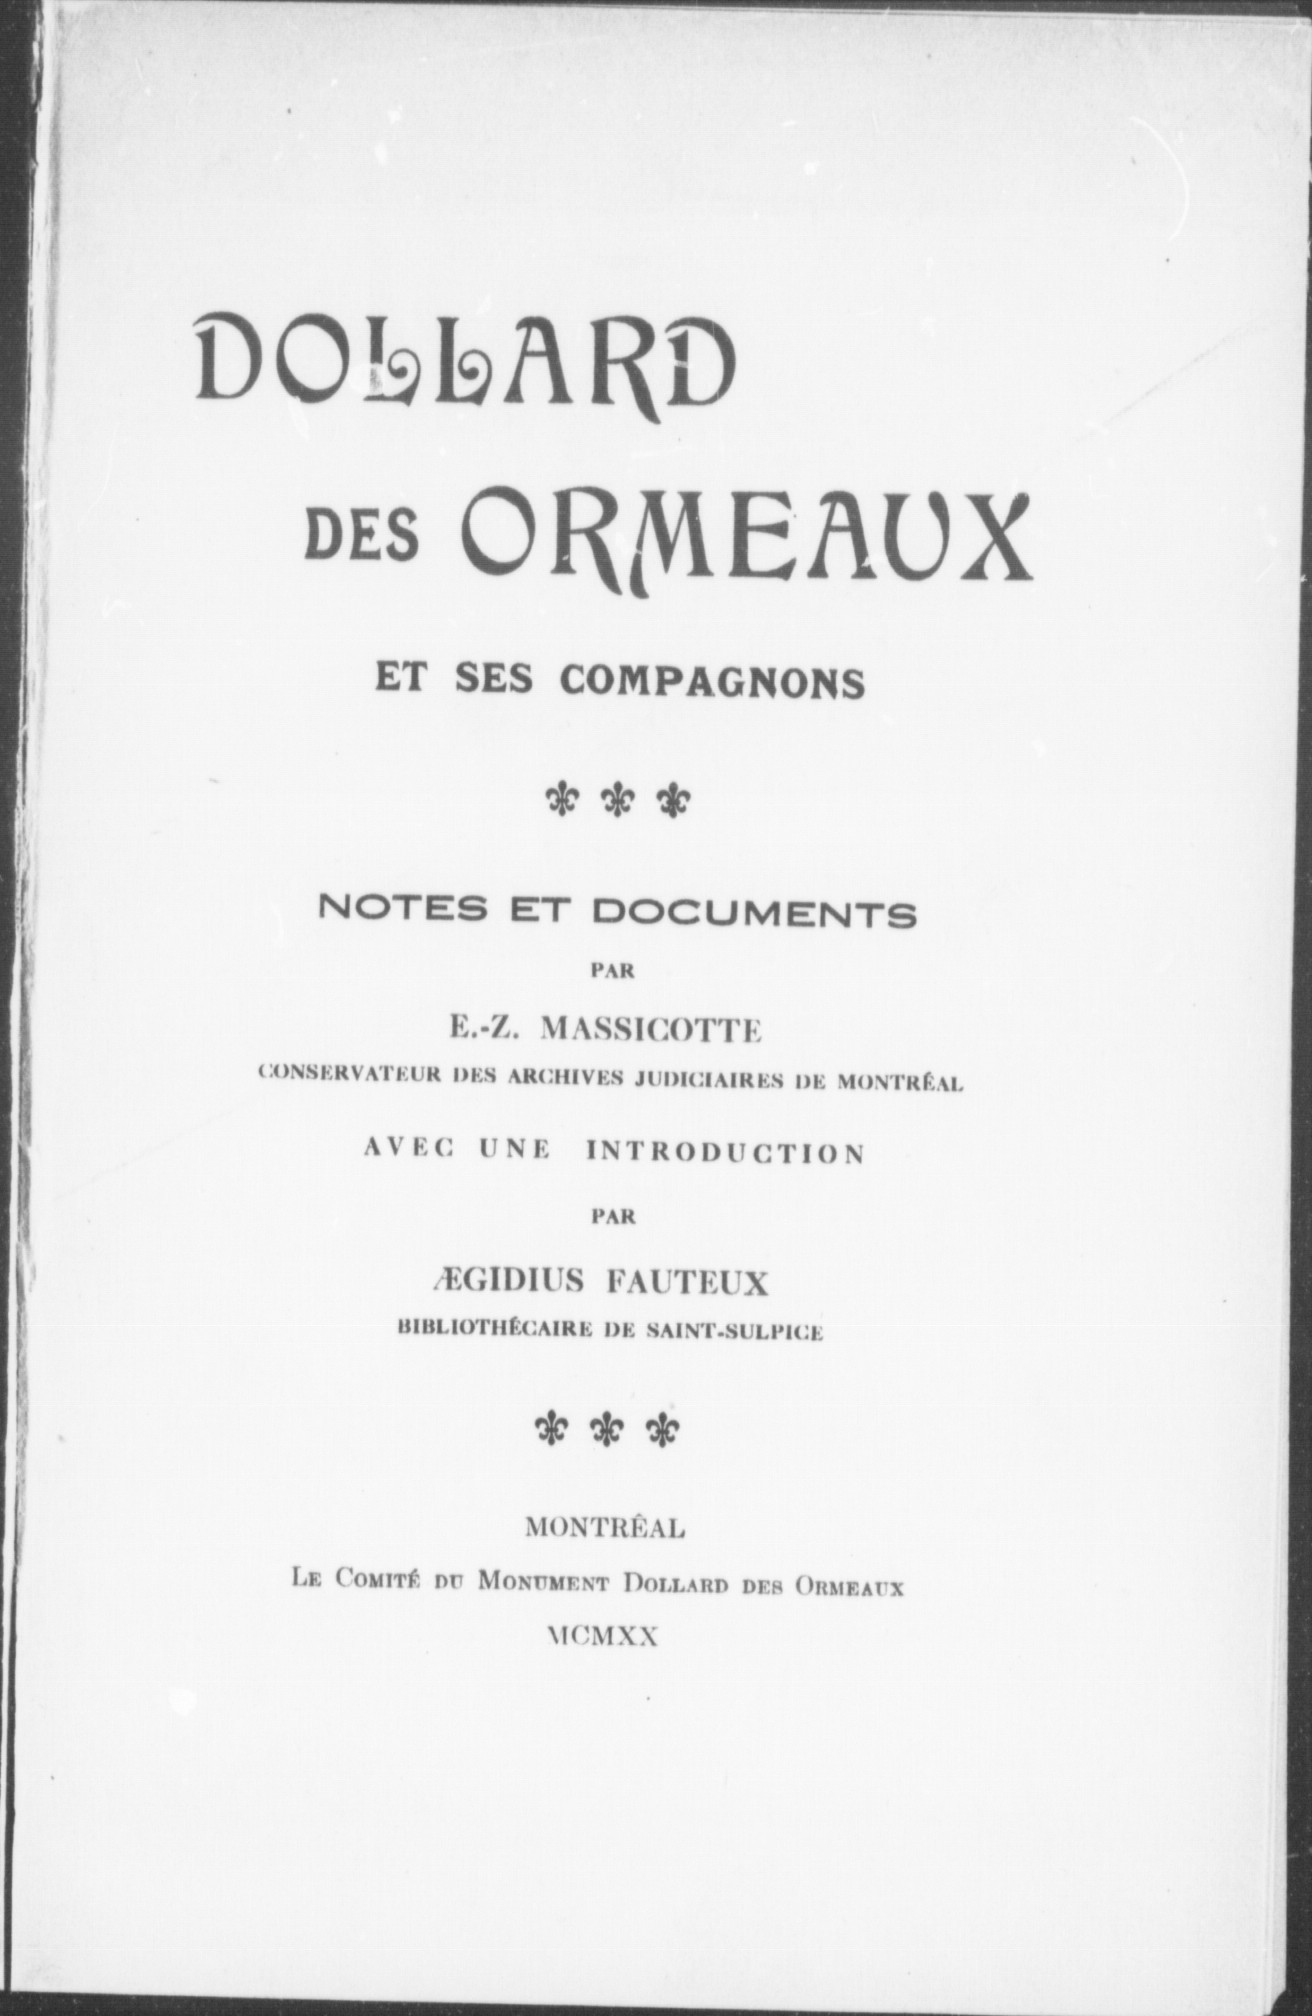 DOLLARD
DES ORMEAUX
ET SES COMPAGNONS
NOTES ET DOCUMENTS
PAR
E.-Z. MASSICOTTE
CONSERVATEUR DES ARCHIVES JUDICIAIRES DE MONTRÉAL
AVEC UNE INTRODUCTION
PAR
ÆGIDIUS FAUTEUX
BIBLIOTHÉCAIRE DE SAINT-SULPICE
MONTRÊAL
LE COMITÉ DU MONUMENT DOLLARD DES ORMEAUX
MCMXX